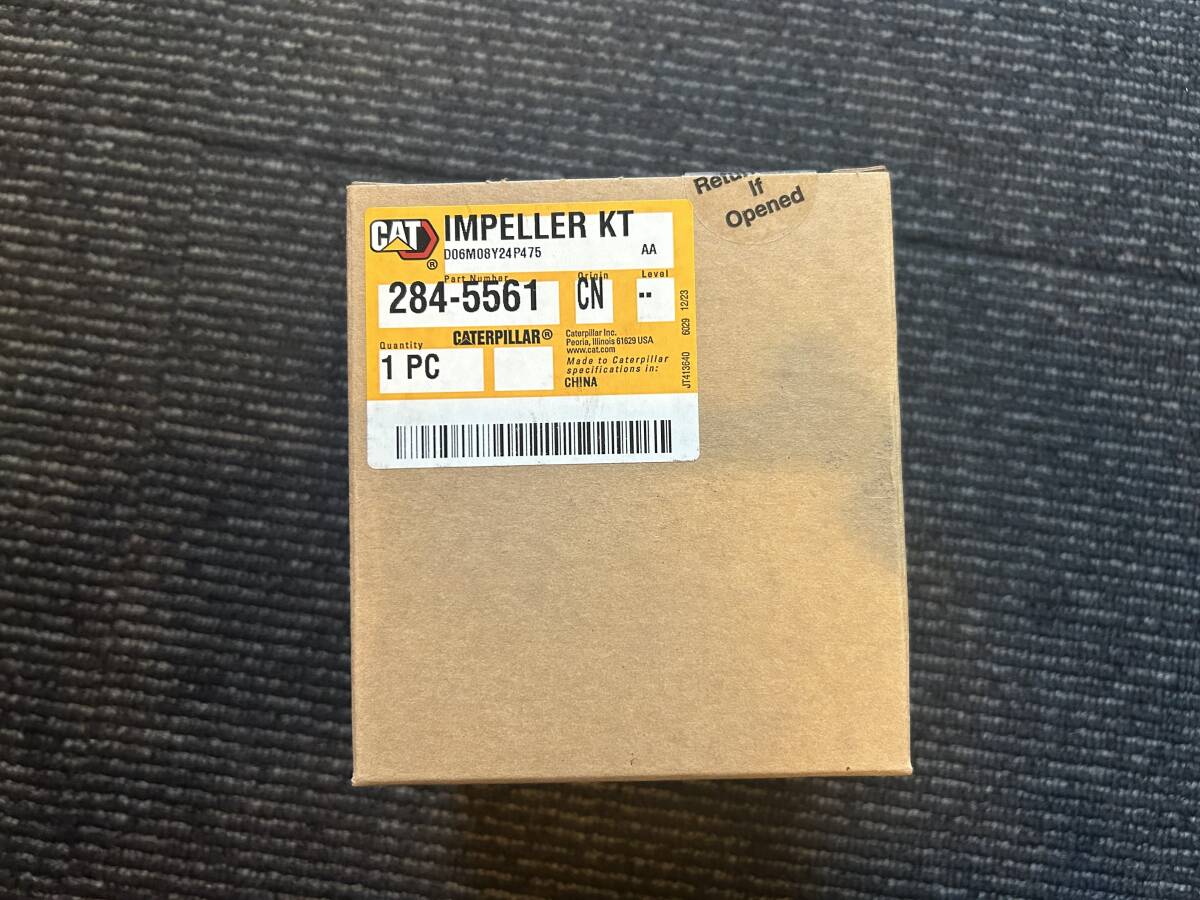 CAT
®
IMPELLER KT
D06M08Y24P475 AA
Part Number Origin Level
284-5561 CN --
Quantity
1 PC
CATERPILLAR®
Caterpillar Inc.
Peoria, Illinois 61629 USA
www.cat.com
Made to Caterpillar
specifications in:
CHINA
JT413640 6029 12/23
If
Opened